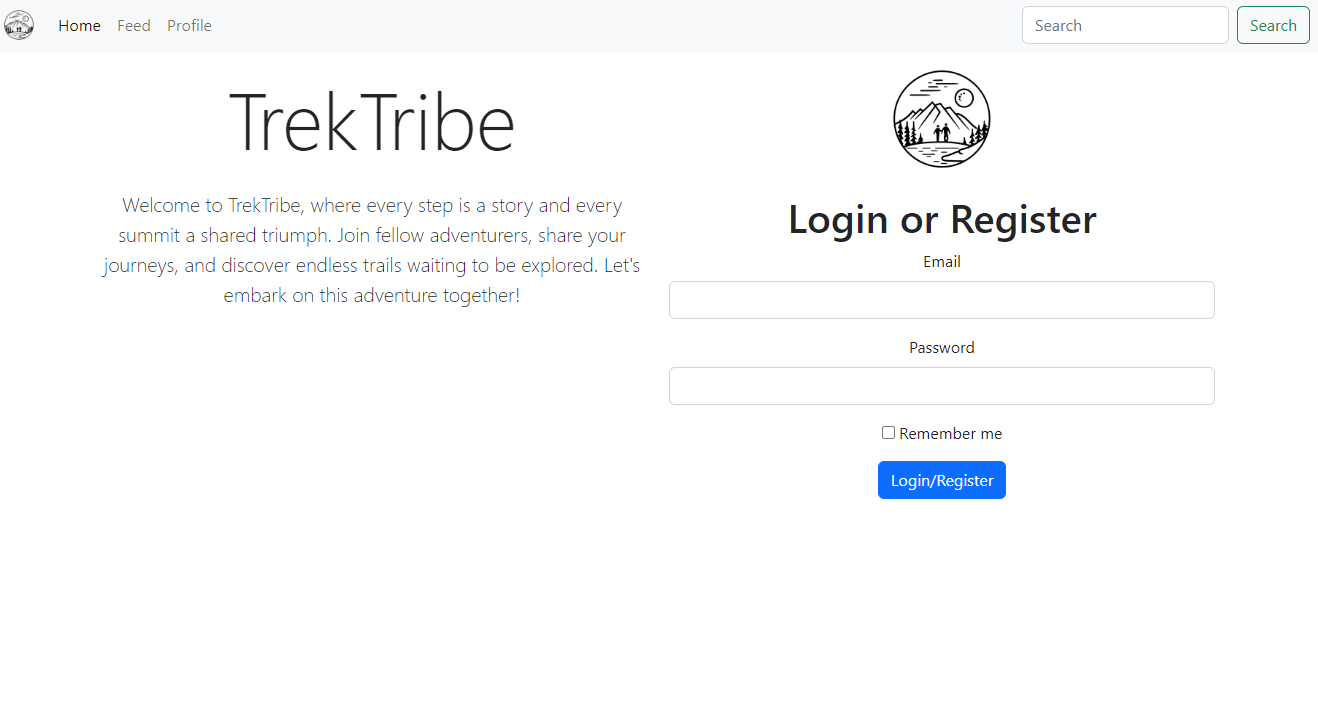 Home Feed Profile Search Search
TrekTribe
Welcome to TrekTribe, where every step is a story and every
summit a shared triumph. Join fellow adventurers, share your
journeys, and discover endless trails waiting to be explored. Let's
embark on this adventure together!
Login or Register
Email
Password
Remember me
Login/Register